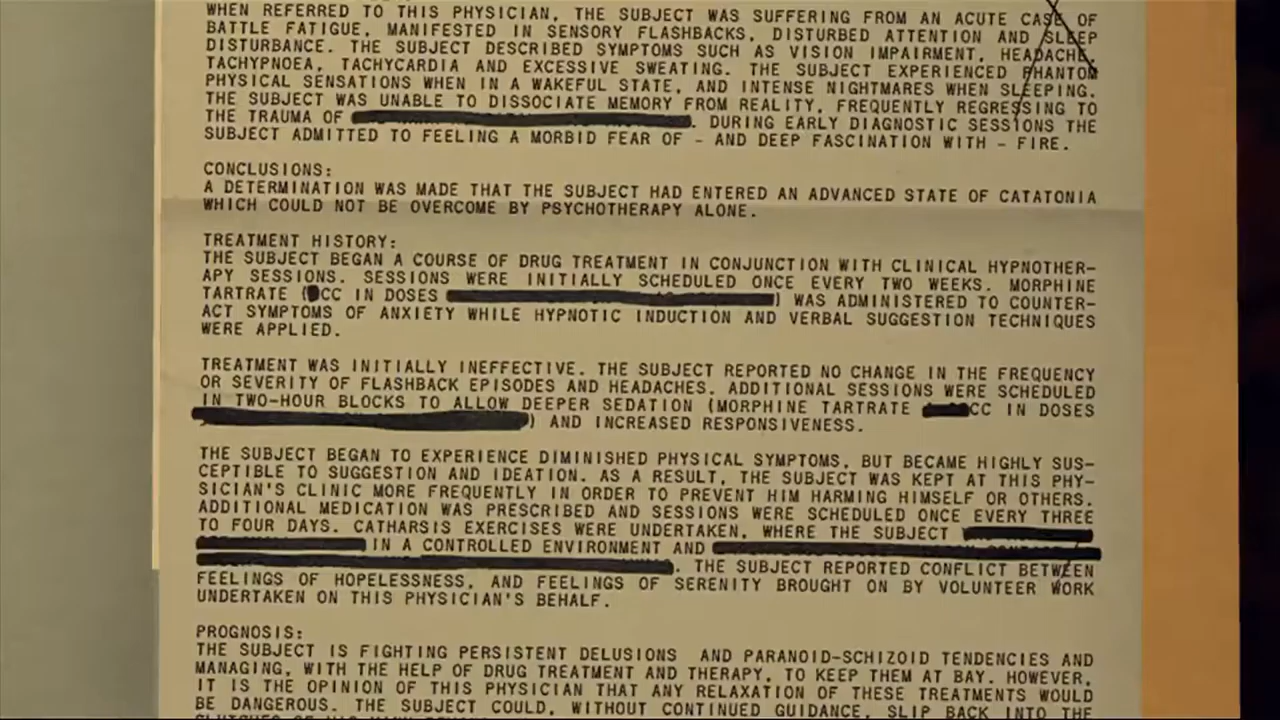 WHEN REFERRED TO THIS PHYSICIAN, THE SUBJECT WAS SUFFERING FROM AN ACUTE CASE OF
BATTLE FATIGUE, MANIFESTED IN SENSORY FLASHBACKS, DISTURBED ATTENTION AND SLEEP
DISTURBANCE. THE SUBJECT DESCRIBED SYMPTOMS SUCH AS VISION IMPAIRMENT, HEADACHE,
TACHYPNOEA, TACHYCARDIA AND EXCESSIVE SWEATING. THE SUBJECT EXPERIENCED PHANTOM
PHYSICAL SENSATIONS WHEN IN A WAKEFUL STATE, AND INTENSE NIGHTMARES WHEN SLEEPING.
THE SUBJECT WAS UNABLE TO DISSOCIATE MEMORY FROM REALITY, FREQUENTLY REGRESSING TO
THE TRAUMA OF . DURING EARLY DIAGNOSTIC SESSIONS THE
SUBJECT ADMITTED TO FEELING A MORBID FEAR OF - AND DEEP FASCINATION WITH - FIRE.
CONCLUSIONS:
A DETERMINATION WAS MADE THAT THE SUBJECT HAD ENTERED AN ADVANCED STATE OF CATATONIA
WHICH COULD NOT BE OVERCOME BY PSYCHOTHERAPY ALONE.
TREATMENT HISTORY:
THE SUBJECT BEGAN A COURSE OF DRUG TREATMENT IN CONJUNCTION WITH CLINICAL HYPNOTHER-
APY SESSIONS. SESSIONS WERE INITIALLY SCHEDULED ONCE EVERY TWO WEEKS. MORPHINE
TARTRATE ( CC IN DOSES ) WAS ADMINISTERED TO COUNTER-
ACT SYMPTOMS OF ANXIETY WHILE HYPNOTIC INDUCTION AND VERBAL SUGGESTION TECHNIQUES
WERE APPLIED.
TREATMENT WAS INITIALLY INEFFECTIVE. THE SUBJECT REPORTED NO CHANGE IN THE FREQUENCY
OR SEVERITY OF FLASHBACK EPISODES AND HEADACHES. ADDITIONAL SESSIONS WERE SCHEDULED
IN TWO-HOUR BLOCKS TO ALLOW DEEPER SEDATION (MORPHINE TARTRATE CC IN DOSES
) AND INCREASED RESPONSIVENESS.
THE SUBJECT BEGAN TO EXPERIENCE DIMINISHED PHYSICAL SYMPTOMS, BUT BECAME HIGHLY SUS-
CEPTIBLE TO SUGGESTION AND IDEATION. AS A RESULT, THE SUBJECT WAS KEPT AT THIS PHY-
SICIAN'S CLINIC MORE FREQUENTLY IN ORDER TO PREVENT HIM HARMING HIMSELF OR OTHERS.
ADDITIONAL MEDICATION WAS PRESCRIBED AND SESSIONS WERE SCHEDULED ONCE EVERY THREE
TO FOUR DAYS. CATHARSIS EXERCISES WERE UNDERTAKEN, WHERE THE SUBJECT
IN A CONTROLLED ENVIRONMENT AND
. THE SUBJECT REPORTED CONFLICT BETWEEN
FEELINGS OF HOPELESSNESS, AND FEELINGS OF SERENITY BROUGHT ON BY VOLUNTEER WORK
UNDERTAKEN ON THIS PHYSICIAN'S BEHALF.
PROGNOSIS:
THE SUBJECT IS FIGHTING PERSISTENT DELUSIONS AND PARANOID-SCHIZOID TENDENCIES AND
MANAGING, WITH THE HELP OF DRUG TREATMENT AND THERAPY, TO KEEP THEM AT BAY. HOWEVER,
IT IS THE OPINION OF THIS PHYSICIAN THAT ANY RELAXATION OF THESE TREATMENTS WOULD
BE DANGEROUS. THE SUBJECT COULD, WITHOUT CONTINUED GUIDANCE, SLIP BACK INTO THE